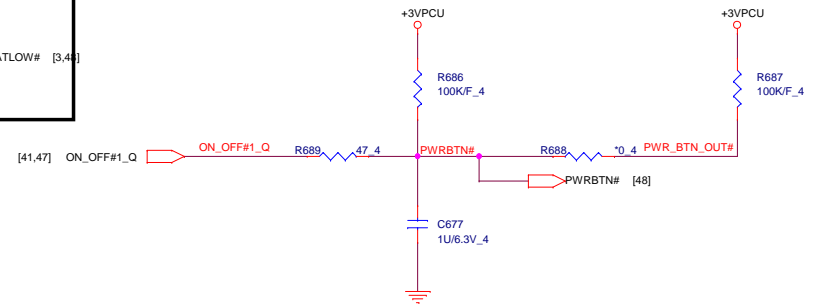 +3VPCU
+3VPCU
ATLOW# [3,48]
R686
100K/F_4
R687
100K/F_4
[41,47] ON_OFF#1_Q
ON_OFF#1_Q
R689
47_4
PWRBTN#
R688
*0_4
PWR_BTN_OUT#
PWRBTN# [48]
C677
1U/6.3V_4